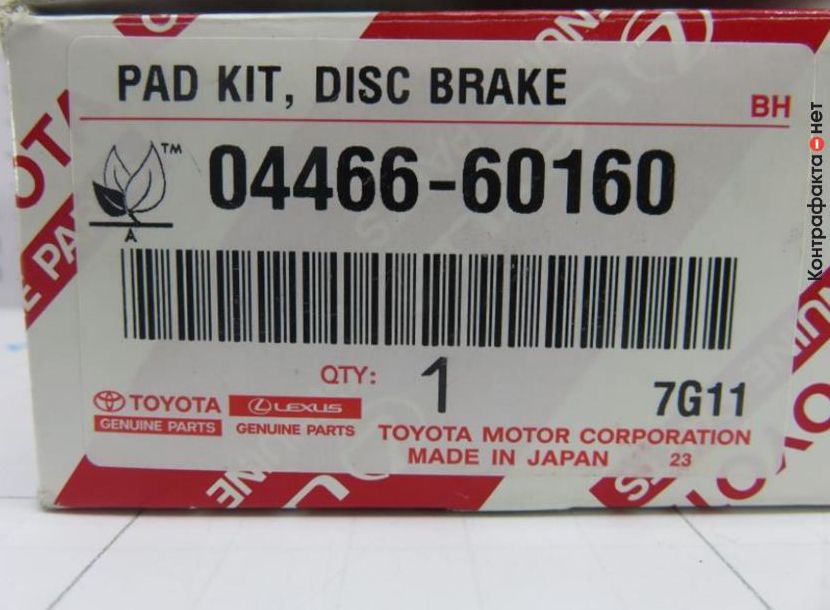 PAD KIT, DISC BRAKE
BH
TM
04466-60160
A
QTY: 1
7G11
TOYOTA
GENUINE PARTS
LEXUS
GENUINE PARTS
TOYOTA MOTOR CORPORATION
MADE IN JAPAN 23
Контрафакта нет